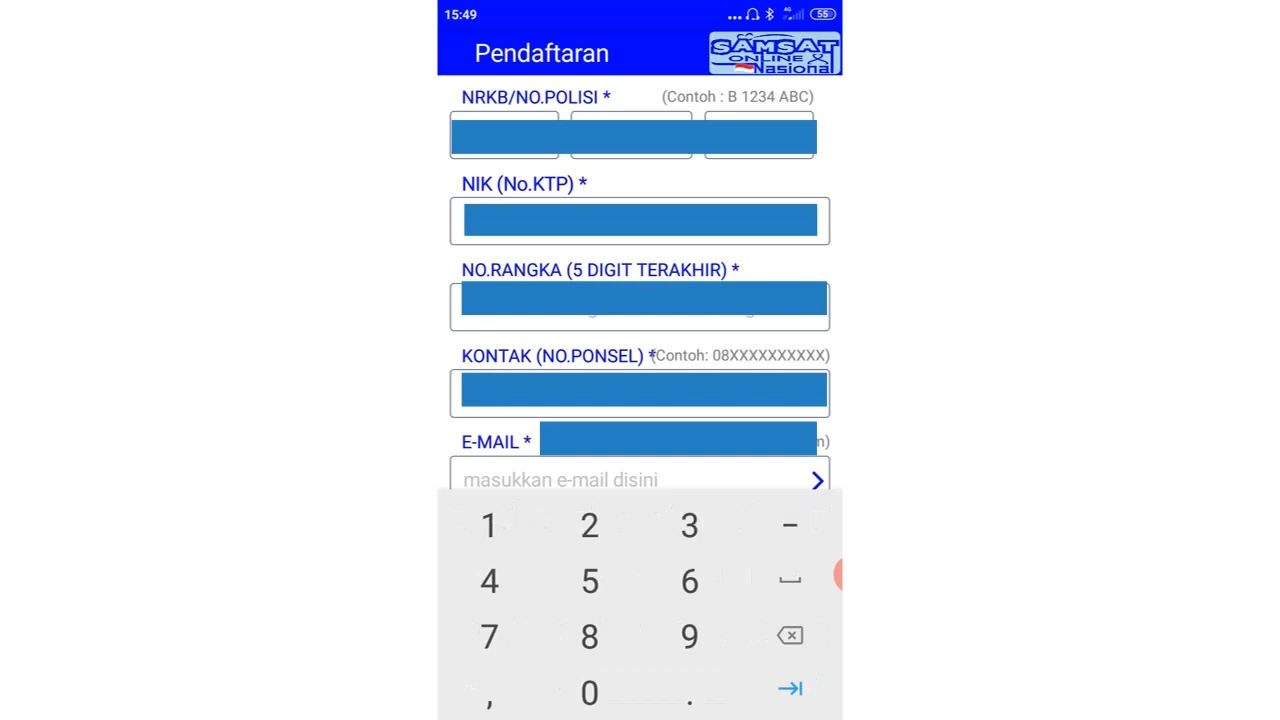 15:49
4G
55
Pendaftaran
SAMSAT
ONLINE
Nasional
NRKB/NO.POLISI *
(Contoh : B 1234 ABC)
NIK (No.KTP) *
NO.RANGKA (5 DIGIT TERAKHIR) *
KONTAK (NO.PONSEL) *
(Contoh: 08XXXXXXXXXX)
E-MAIL *
masukkan e-mail disini
1 2 3 –
4 5 6
7 8 9
, 0 .